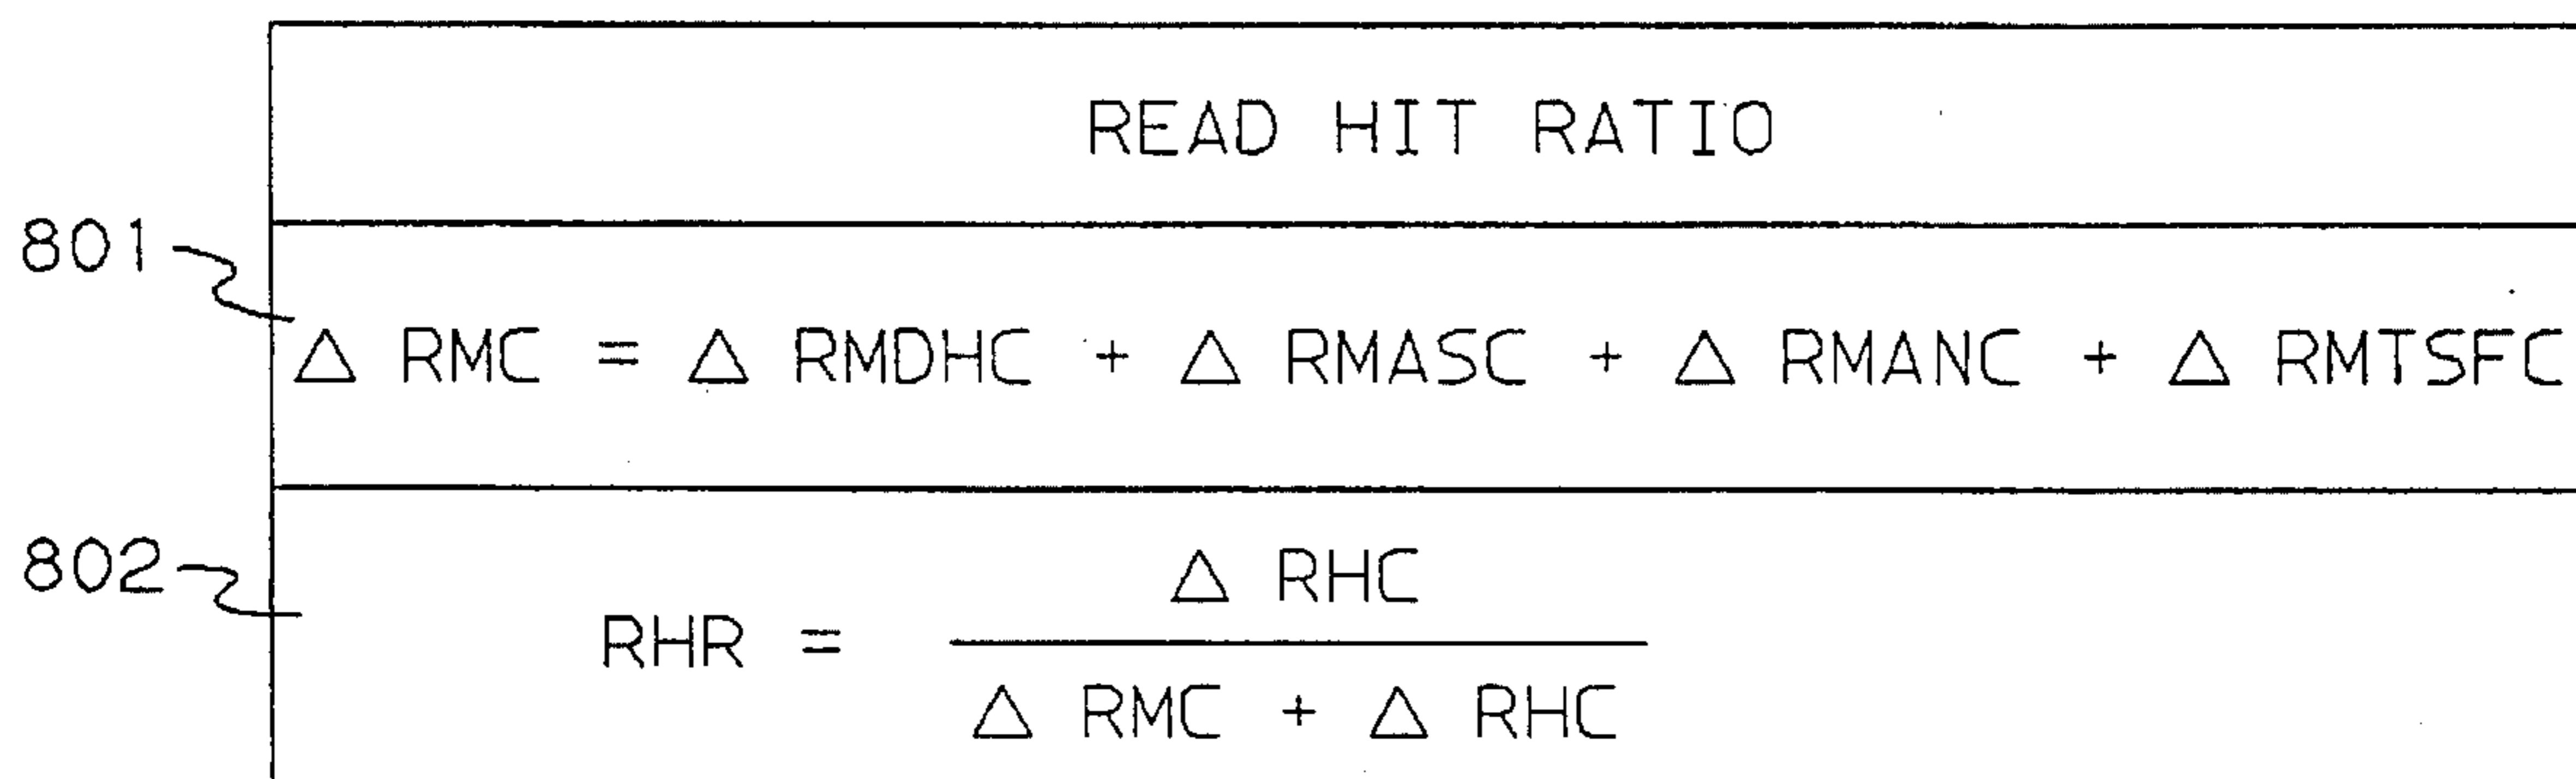 READ HIT RATIO
801
△ RMC = △ RMDHC + △ RMASC + △ RMANC + △ RMTSFC
802
△ RHC
RHR =
△ RMC + △ RHC